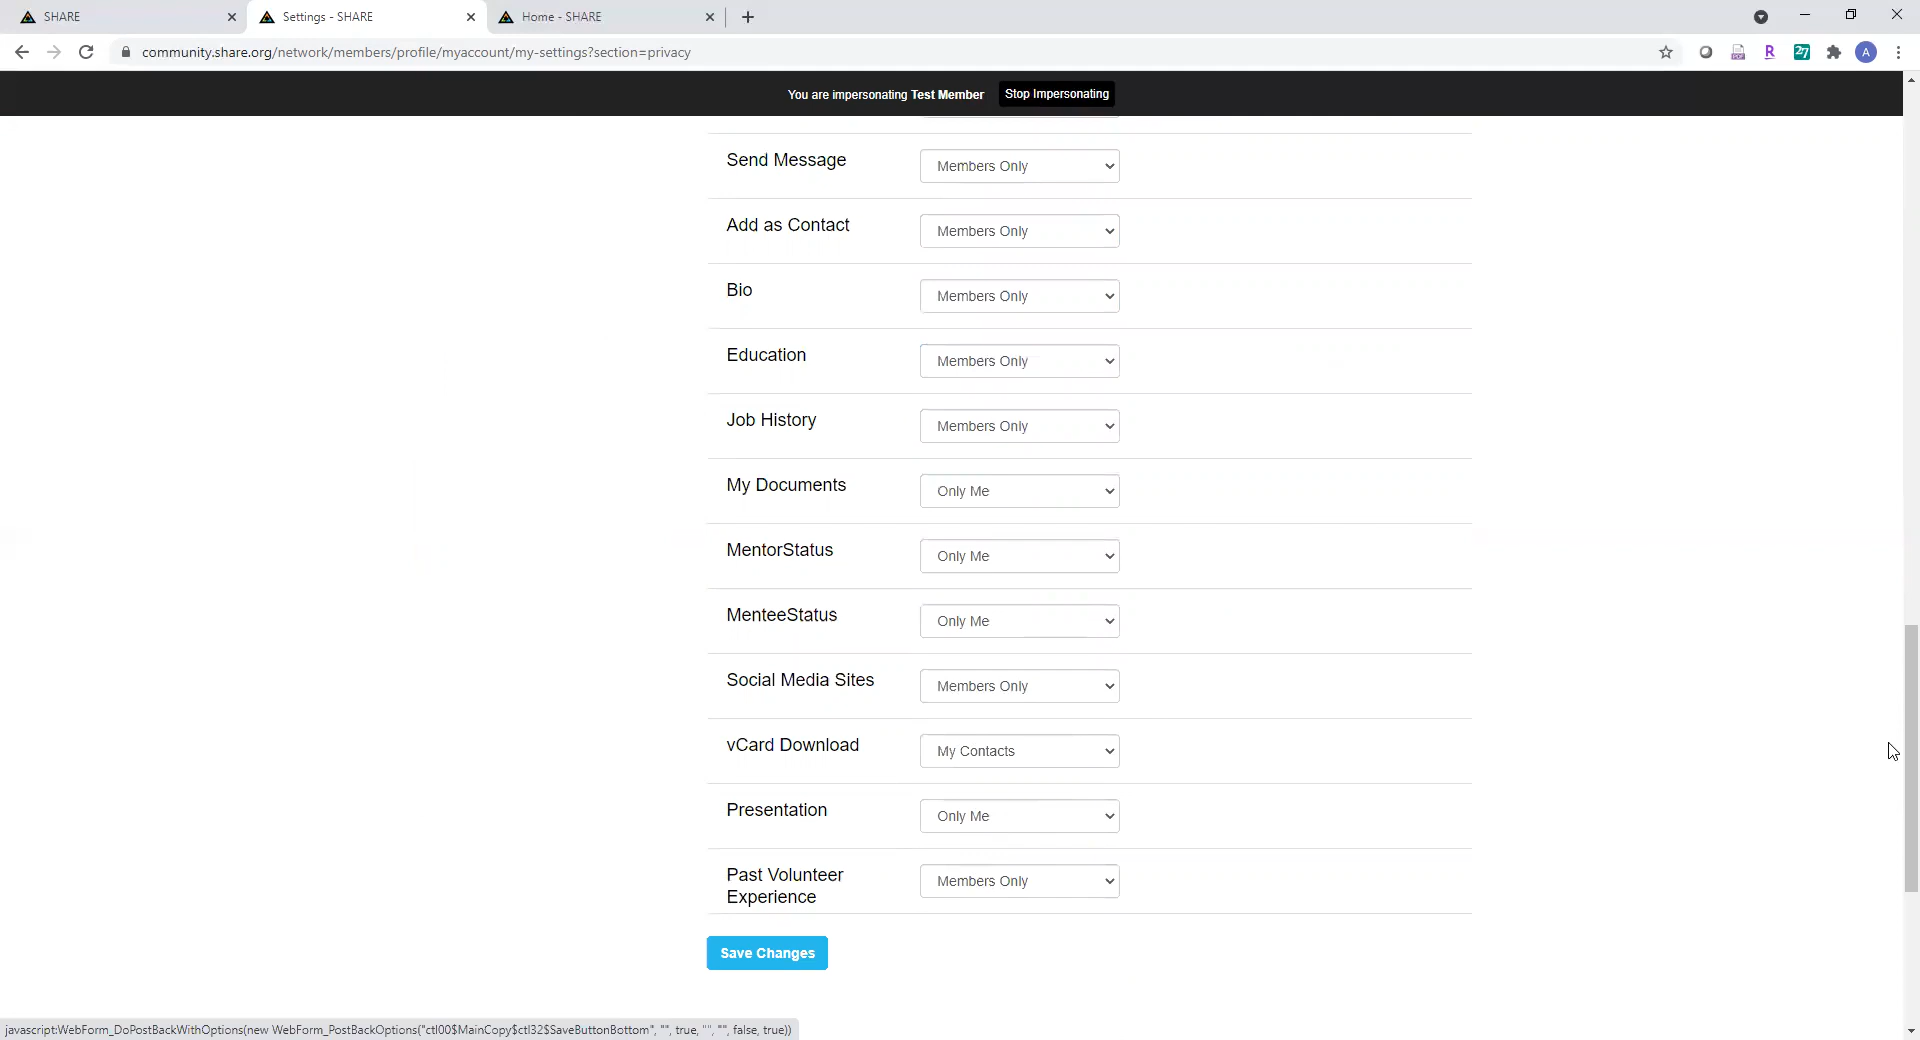 SHARE
Settings - SHARE
Home - SHARE
community.share.org/network/members/profile/myaccount/my-settings?section=privacy
PDF
R
27
A
You are impersonating Test Member
Stop Impersonating
Send Message
Members Only
Add as Contact
Members Only
Bio
Members Only
Education
Members Only
Job History
Members Only
My Documents
Only Me
MentorStatus
Only Me
MenteeStatus
Only Me
Social Media Sites
Members Only
vCard Download
My Contacts
Presentation
Only Me
Past Volunteer
Experience
Members Only
Save Changes
javascript:WebForm_DoPostBackWithOptions(new WebForm_PostBackOptions("ctl00$MainCopy$ctl32$SaveButtonBottom", "", true, "", "", false, true))